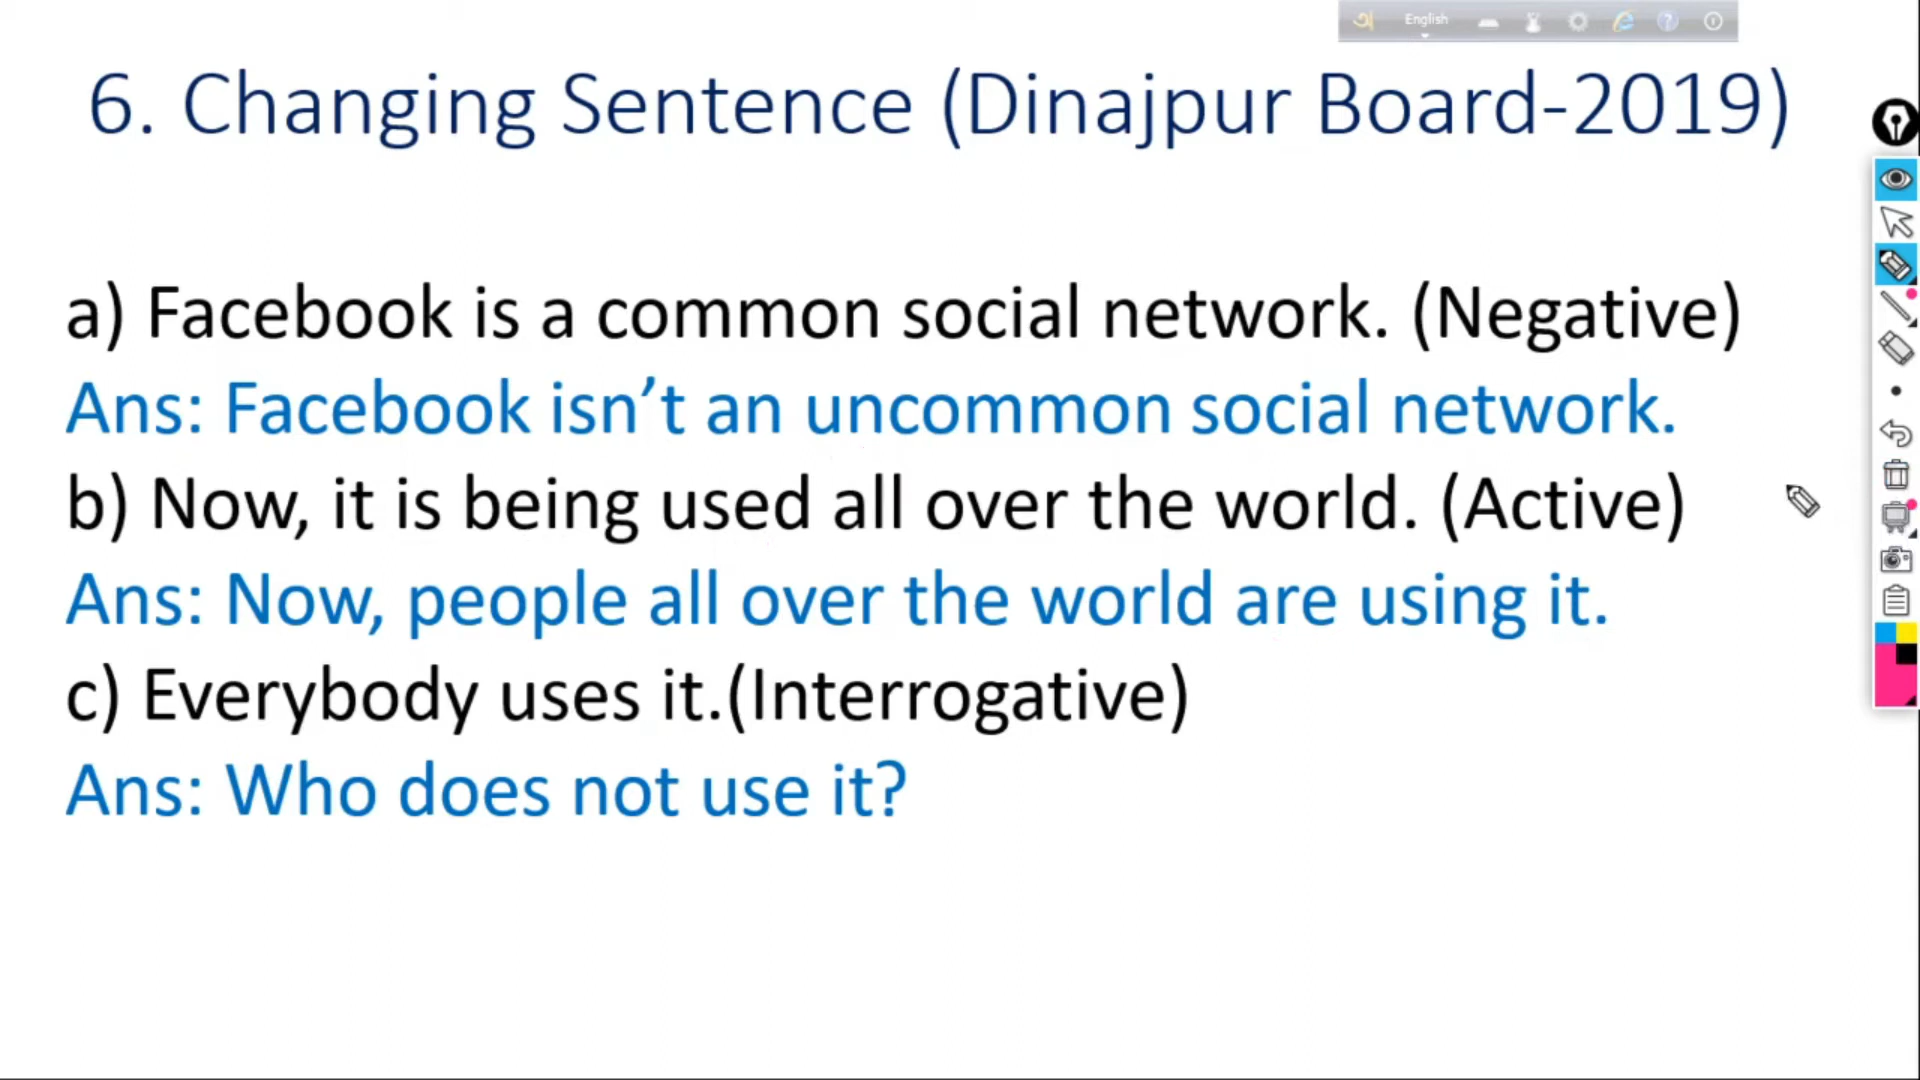 অ English
6. Changing Sentence (Dinajpur Board-2019)
a) Facebook is a common social network. (Negative)
Ans: Facebook isn’t an uncommon social network.
b) Now, it is being used all over the world. (Active)
Ans: Now, people all over the world are using it.
c) Everybody uses it.(Interrogative)
Ans: Who does not use it?